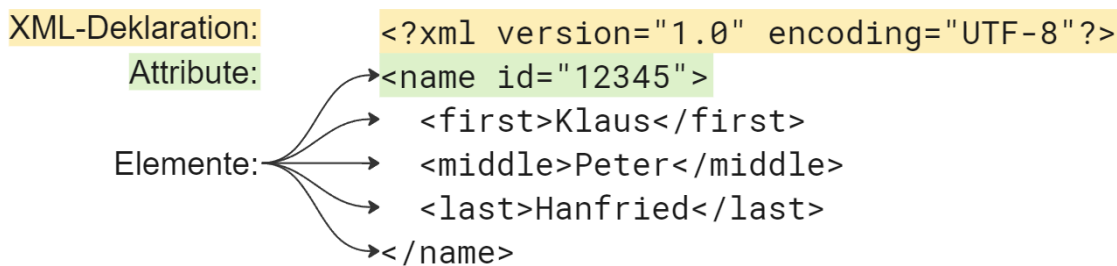 XML-Deklaration: <?xml version="1.0" encoding="UTF-8"?>
Attribute: <name id="12345">
<first>Klaus</first>
Elemente: <middle>Peter</middle>
<last>Hanfried</last>
</name>